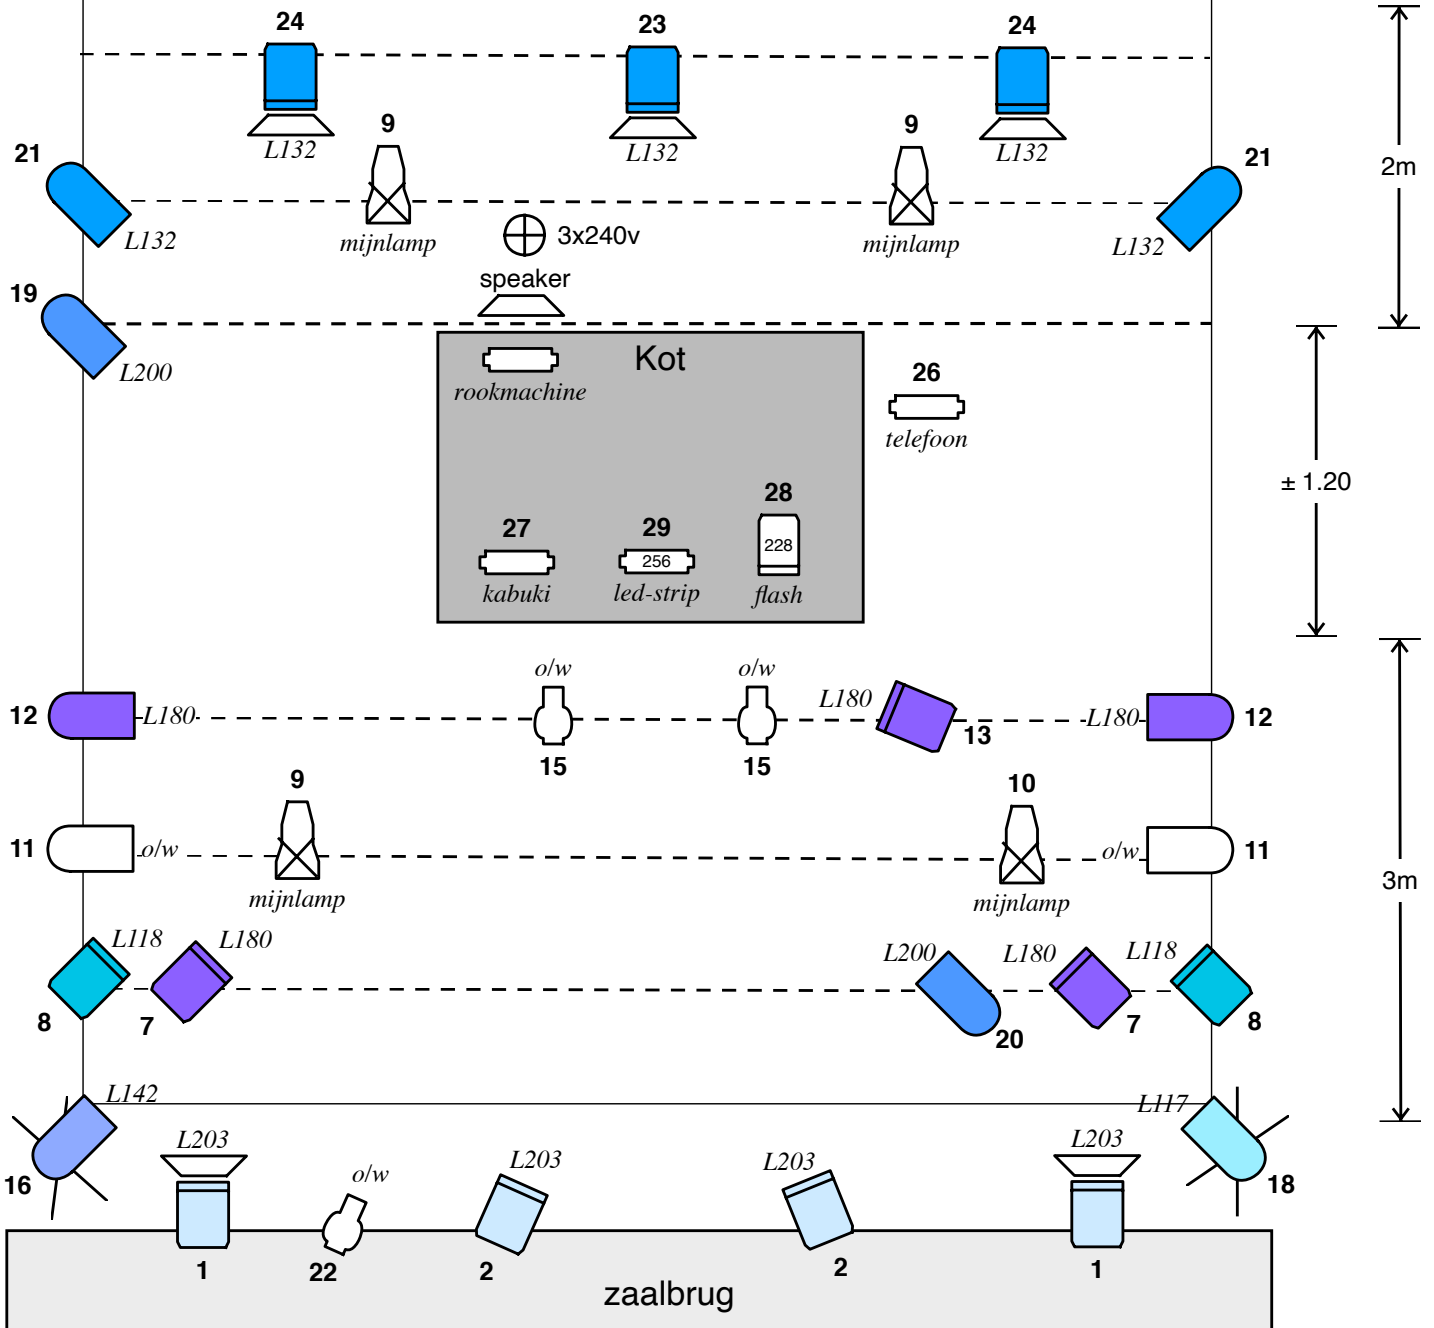 24
23
24
L132
L132
L132
9
9
21
21
2m
L132
mijnlamp
3x240v
mijnlamp
L132
speaker
19
L200
Kot
rookmachine
26
telefoon
± 1.20
28
228
flash
27
kabuki
29
256
led-strip
o/w
o/w
L180
12
L180
15
15
13
L180
12
9
10
11
o/w
o/w
11
mijnlamp
mijnlamp
3m
L118
L180
L200
L180
L118
8
7
20
7
8
L142
L117
L203
o/w
L203
L203
L203
16
18
1
22
2
2
1
zaalbrug